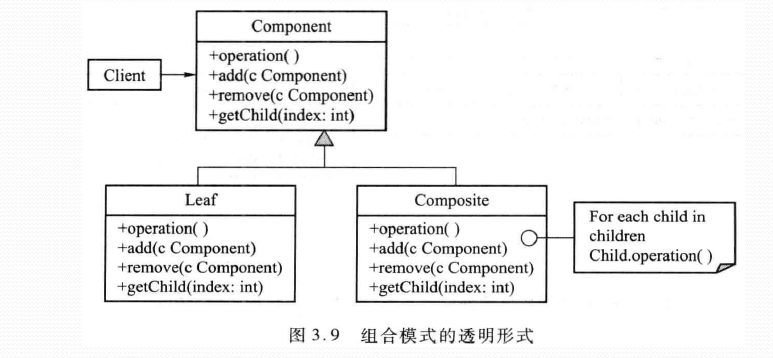 Component
+operation( )
+add(c Component)
+remove(c Component)
+getChild(index: int)
Client
Leaf
+operation( )
+add(c Component)
+remove(c Component)
+getChild(index: int)
Composite
+operation( )
+add(c Component)
+remove(c Component)
+getChild(index: int)
For each child in
children
Child.operation( )
图 3.9 组合模式的透明形式